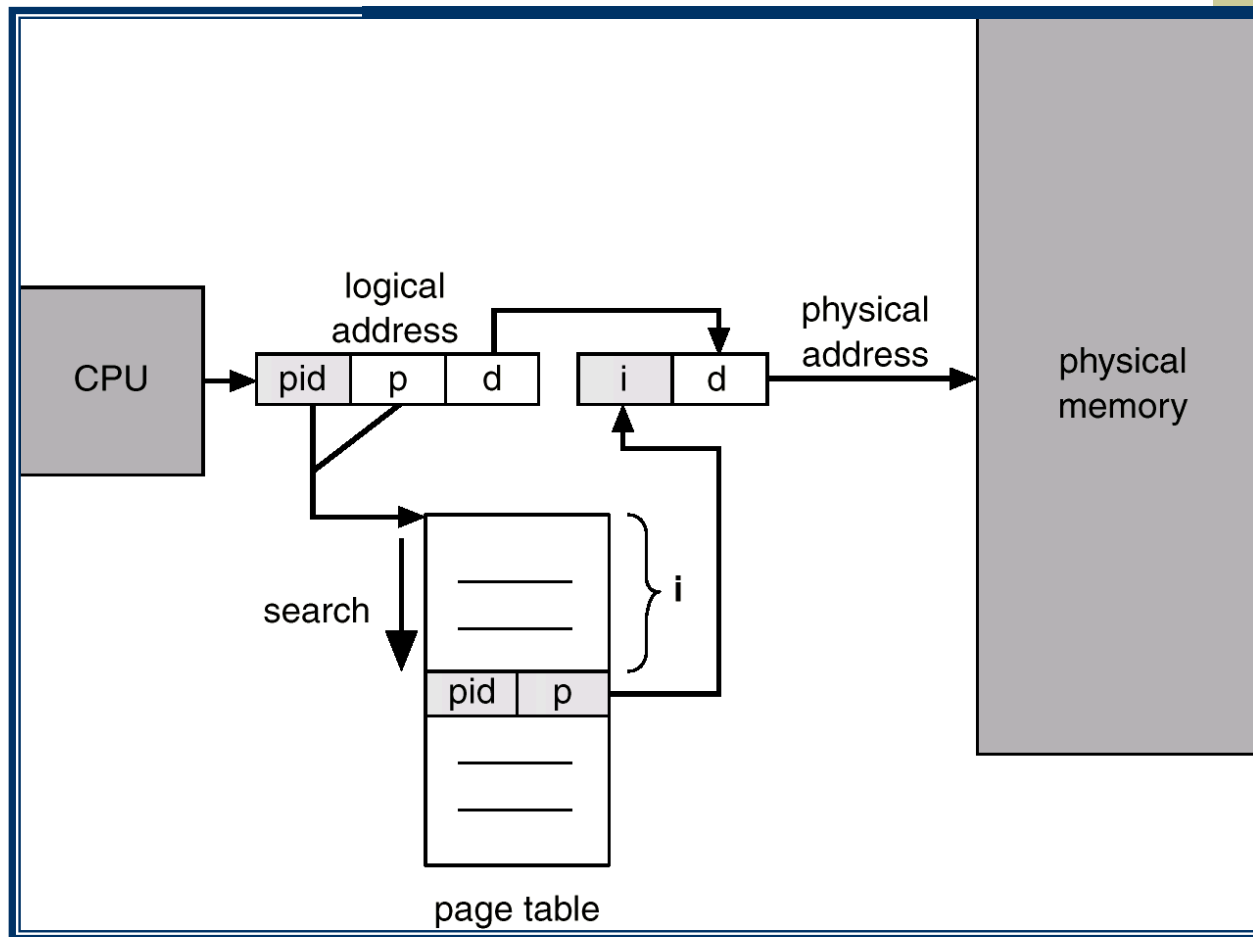 logical
address
physical
address
CPU
pid
p
d
i
d
physical
memory
search
i
pid
p
page table